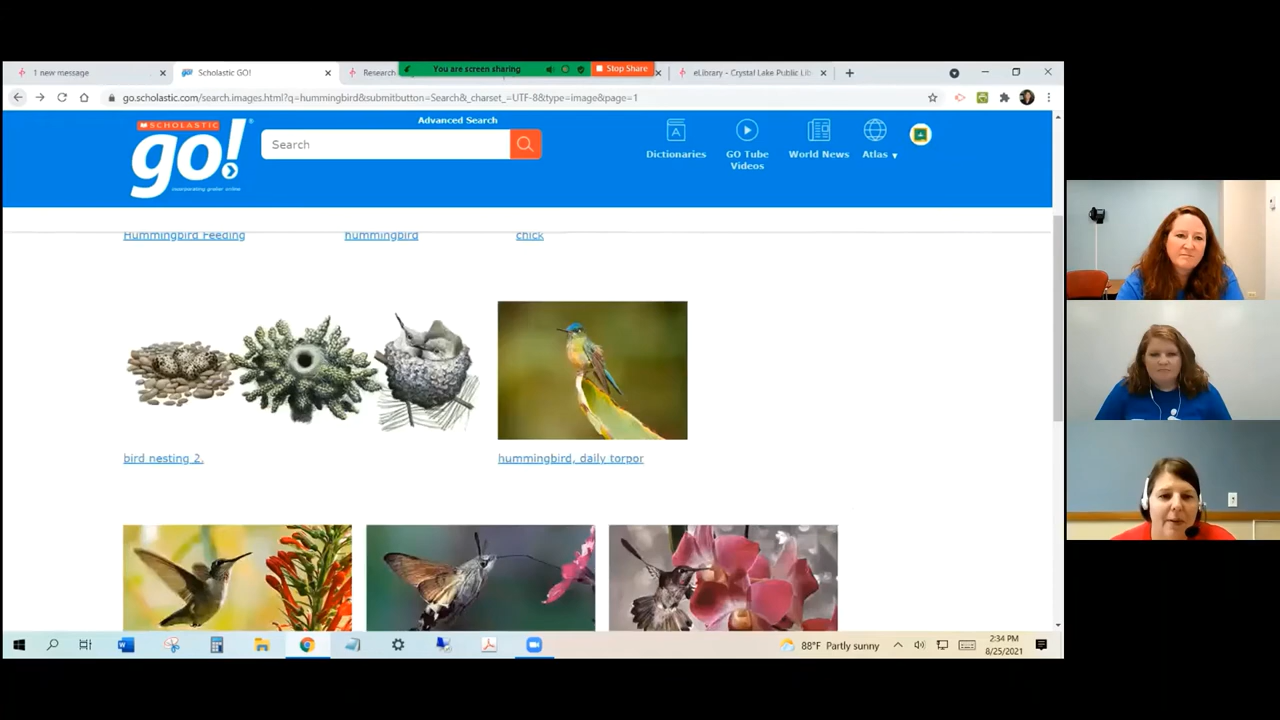 1 new message
Scholastic GO!
Research
You are screen sharing
Stop Share
eLibrary - Crystal Lake Public Lib
go.scholastic.com/search.images.html?q=hummingbird&submitbutton=Search&_charset_=UTF-8&type=image&page=1
SCHOLASTIC
go!
incorporating grolier online
Advanced Search
Search
Dictionaries
GO Tube Videos
World News
Atlas
Hummingbird Feeding
hummingbird
chick
bird nesting 2.
hummingbird, daily torpor
88°F Partly sunny
2:34 PM
8/25/2021